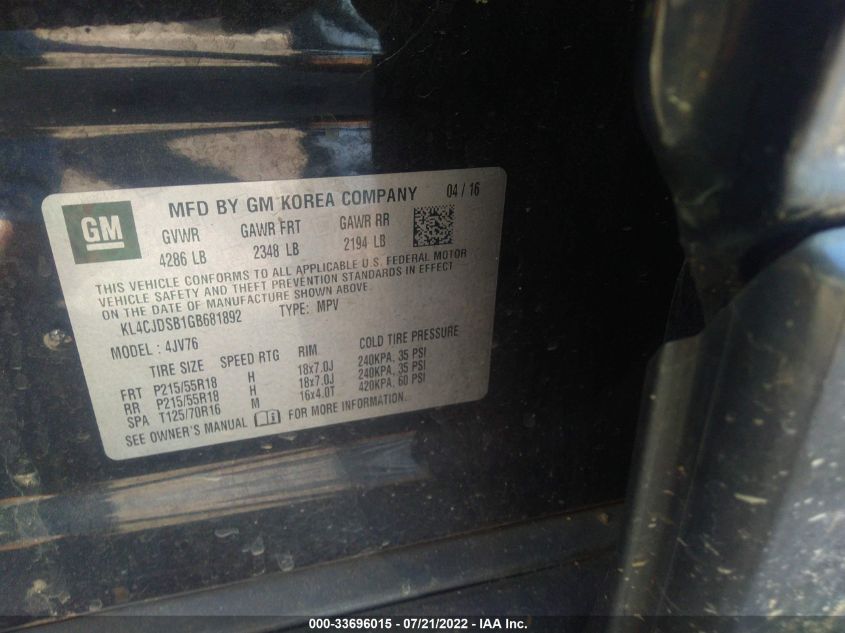 GM
MFD BY GM KOREA COMPANY 04 / 16
GVWR GAWR FRT GAWR RR
4286 LB 2348 LB 2194 LB
THIS VEHICLE CONFORMS TO ALL APPLICABLE U.S. FEDERAL MOTOR
VEHICLE SAFETY AND THEFT PREVENTION STANDARDS IN EFFECT
ON THE DATE OF MANUFACTURE SHOWN ABOVE.
KL4CJDSB1GB681892 TYPE: MPV
MODEL : 4JV76
TIRE SIZE SPEED RTG RIM COLD TIRE PRESSURE
FRT P215/55R18 H 18x7.0J 240KPA, 35 PSI
RR P215/55R18 H 18x7.0J 240KPA, 35 PSI
SPA T125/70R16 M 16x4.0T 420KPA, 60 PSI
SEE OWNER'S MANUAL FOR MORE INFORMATION.
000-33696015 - 07/21/2022 - IAA Inc.